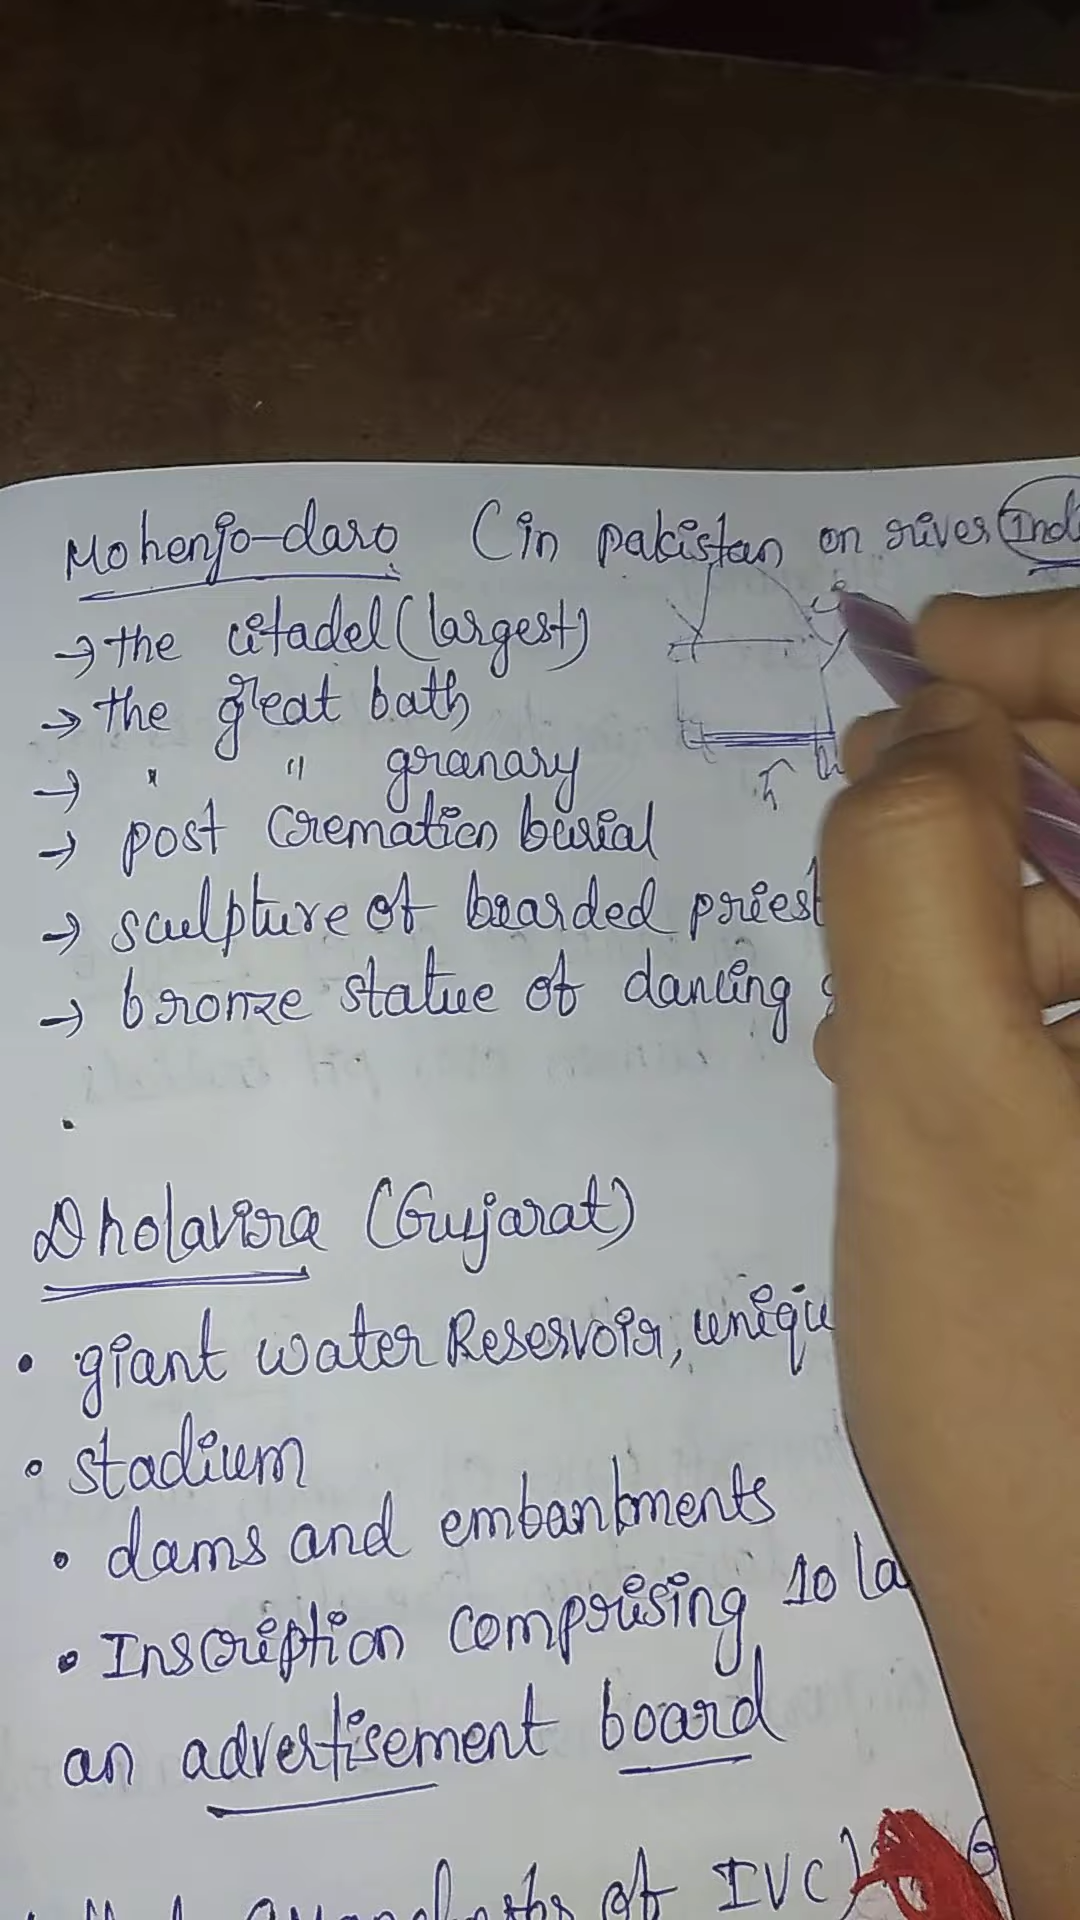 Mohenjo-daro (in pakistan on river Ind
→ the citadel (largest)
→ the great bath
→ " " granary
→ post cremation burial
→ sculpture of bearded priest
→ bronze statue of dancing
Dholavira (Gujarat)
• giant water Reservoir, uniqu
• stadium
• dams and embankments
• Inscription comprising 10 la
an advertisement board
of IVC)